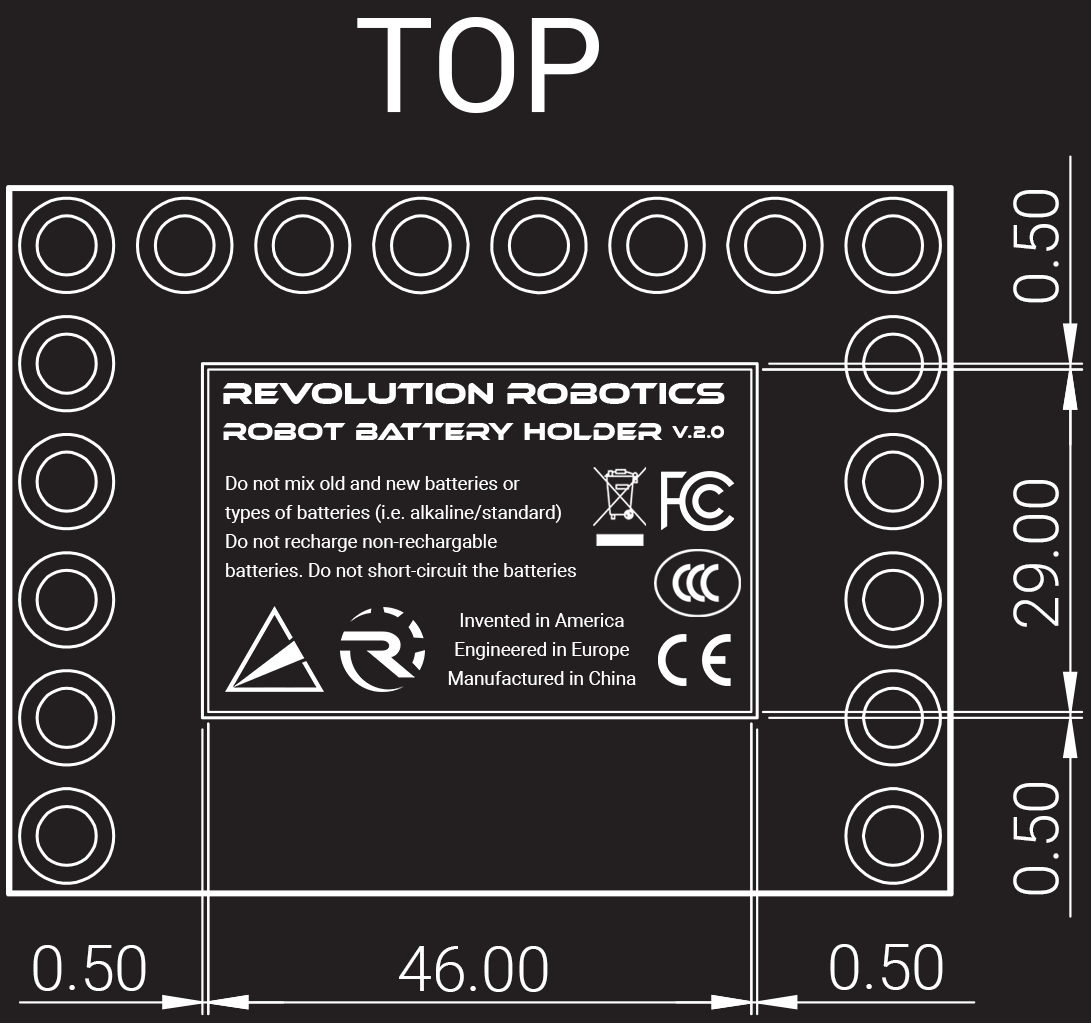 TOP
0.50
REVOLUTION ROBOTICS
ROBOT BATTERY HOLDER V.2.0
Do not mix old and new batteries or
types of batteries (i.e. alkaline/standard)
Do not recharge non-rechargable
batteries. Do not short-circuit the batteries
FC
CCC
29.00
Invented in America
Engineered in Europe
Manufactured in China
R
CE
0.50
0.50
46.00
0.50